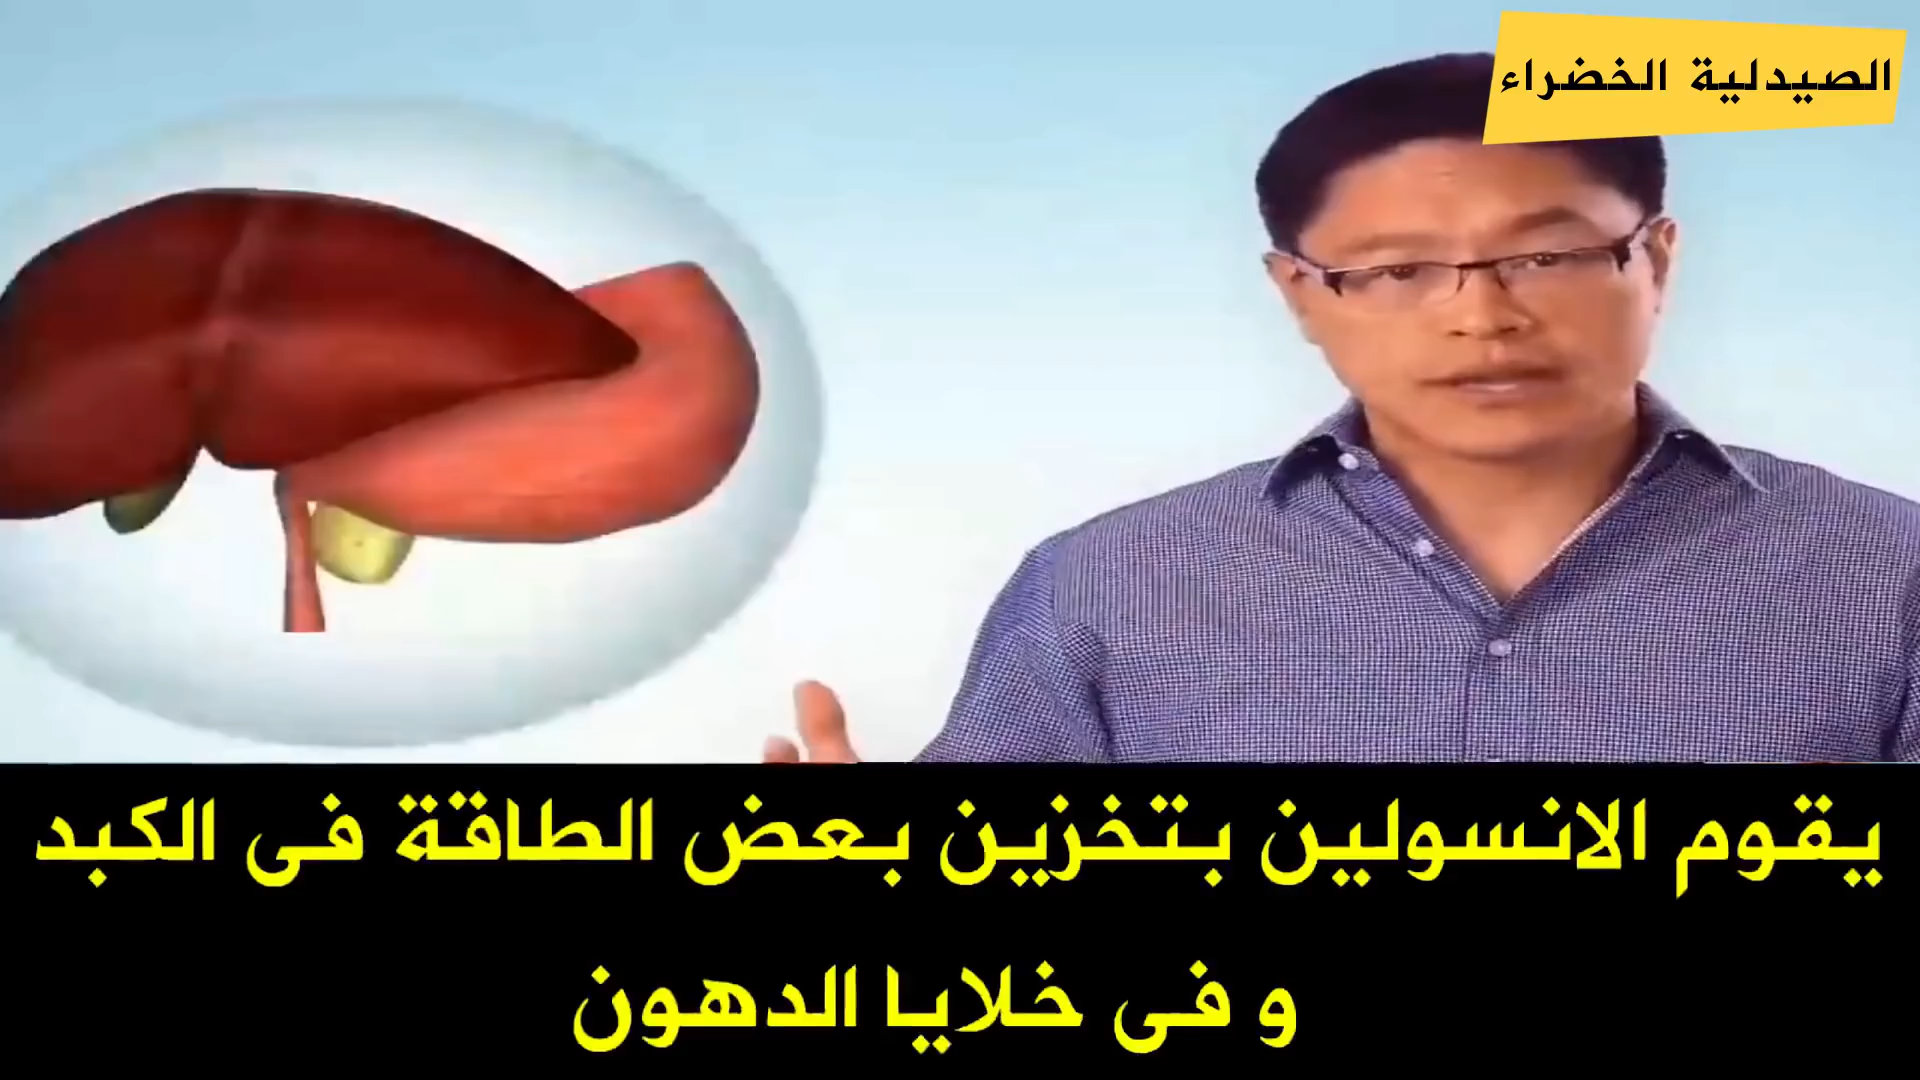 الصيدلية الخضراء
يقوم الانسولين بتخزين بعض الطاقة فى الكبد
و فى خلايا الدهون